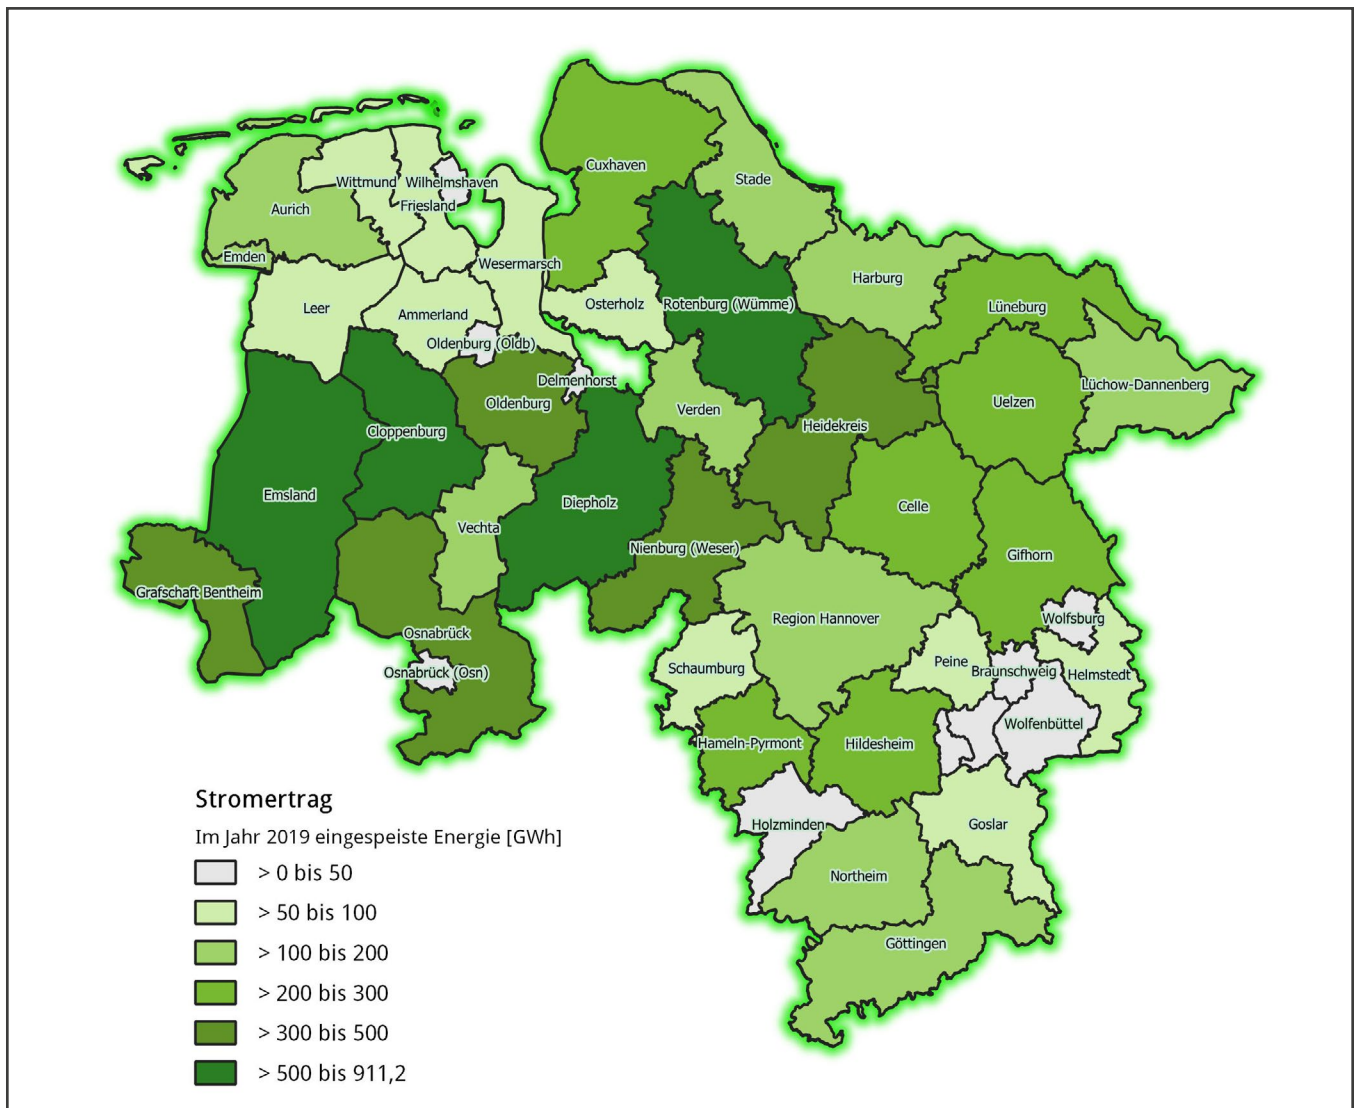 Cuxhaven
Stade
Wittmund
Wilhelmshaven
Friesland
Aurich
Emden
Wesermarsch
Harburg
Leer
Ammerland
Osterholz
Rotenburg (Wümme)
Lüneburg
Oldenburg (Oldb)
Delmenhorst
Lüchow-Dannenberg
Oldenburg
Verden
Uelzen
Cloppenburg
Heidekreis
Emsland
Diepholz
Celle
Vechta
Nienburg (Weser)
Gifhorn
Grafschaft Bentheim
Region Hannover
Wolfsburg
Osnabrück
Osnabrück (Osn)
Schaumburg
Peine
Braunschweig
Helmstedt
Wolfenbüttel
Hameln-Pyrmont
Hildesheim
Holzminden
Goslar
Northeim
Göttingen
Stromertrag
Im Jahr 2019 eingespeiste Energie [GWh]
> 0 bis 50
> 50 bis 100
> 100 bis 200
> 200 bis 300
> 300 bis 500
> 500 bis 911,2